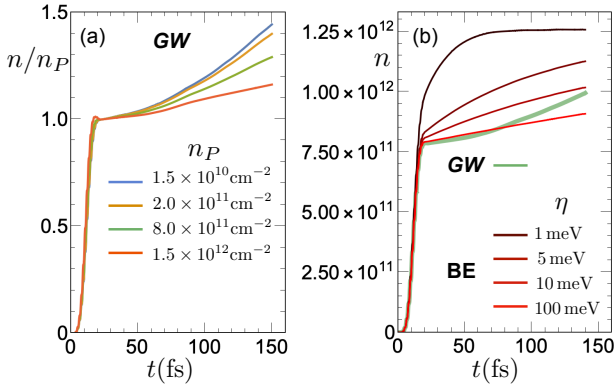 (a) GW
n/n_P
1.5
1.0
0.5
0
n_P
1.5 × 10^10 cm^−2
2.0 × 10^11 cm^−2
8.0 × 10^11 cm^−2
1.5 × 10^12 cm^−2
0 50 100 150
t(fs)
(b)
n
1.25 × 10^12
1.00 × 10^12
7.50 × 10^11
5.00 × 10^11
2.50 × 10^11
0
GW
η
BE
1 meV
5 meV
10 meV
100 meV
0 50 100 150
t(fs)